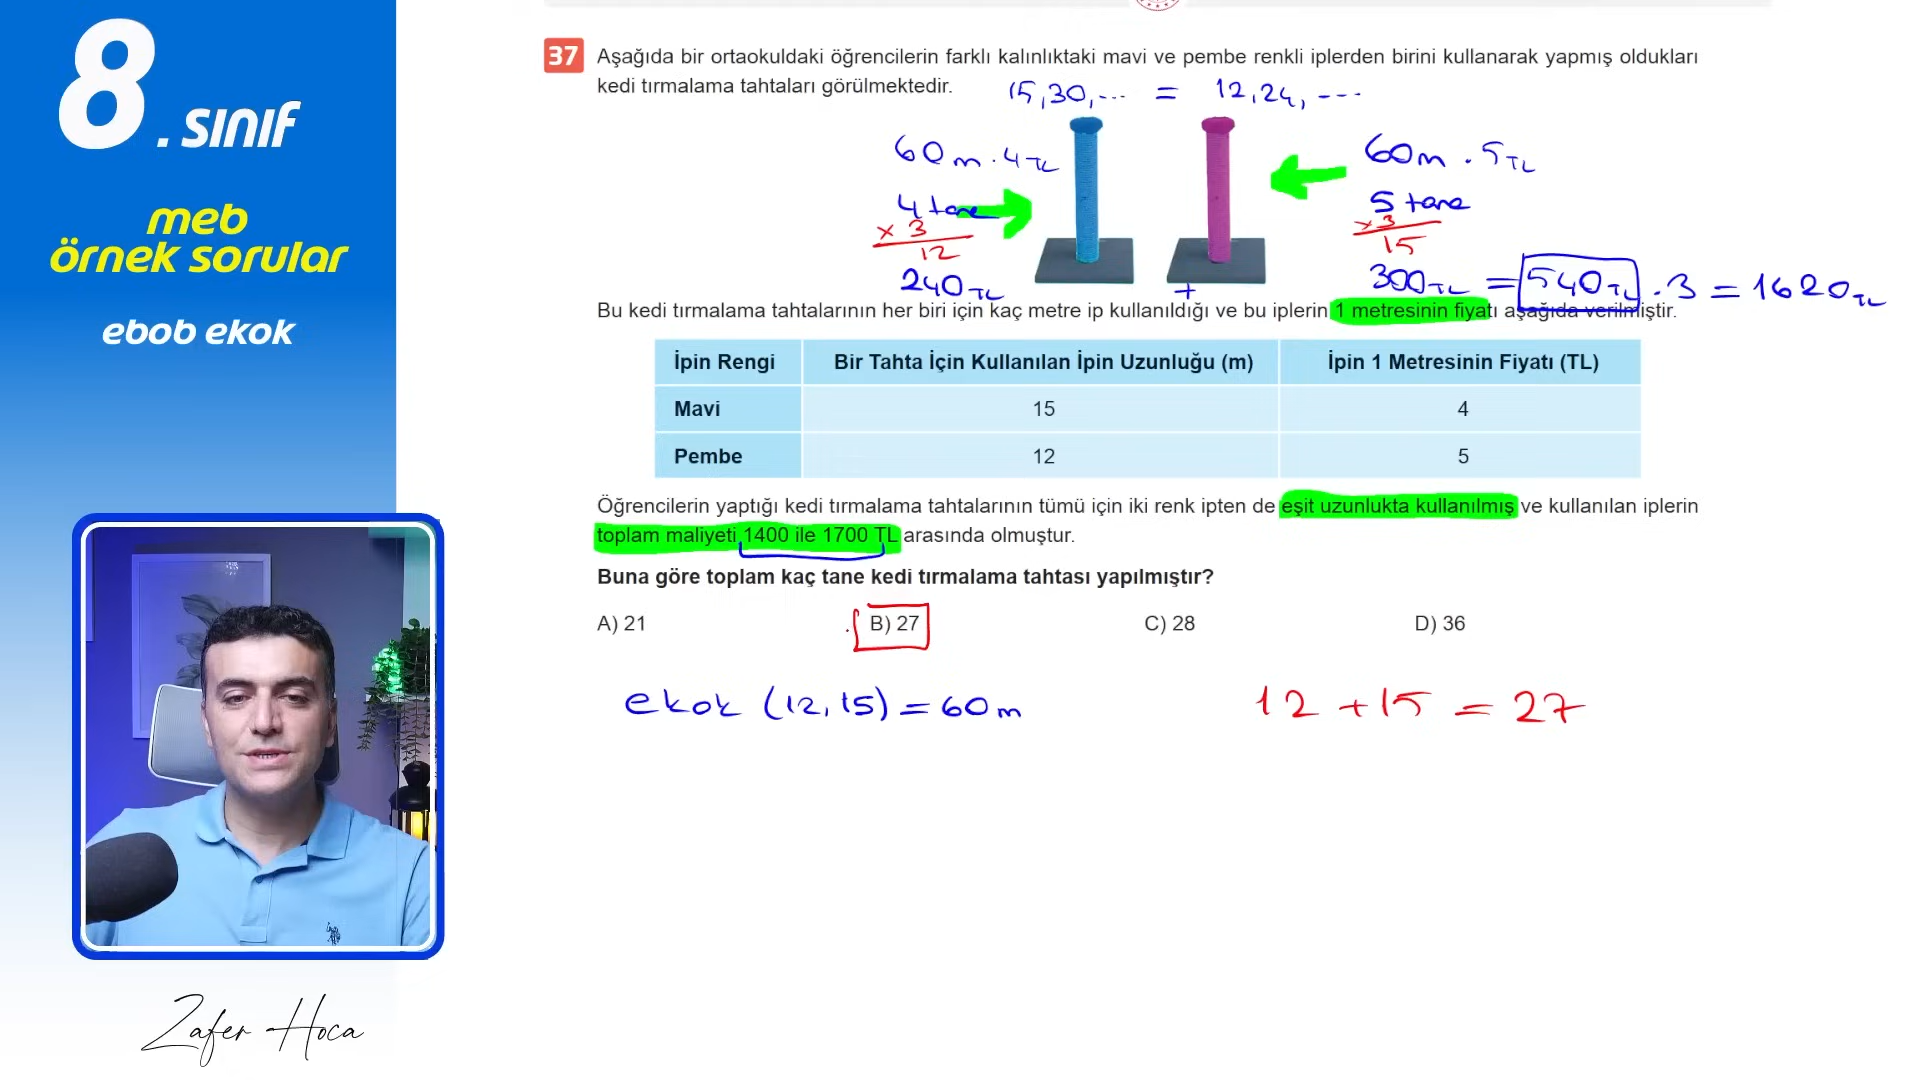 8. sınıf
meb
örnek sorular
ebob ekok
37 Aşağıda bir ortaokuldaki öğrencilerin farklı kalınlıktaki mavi ve pembe renkli iplerden birini kullanarak yapmış oldukları
kedi tırmalama tahtaları görülmektedir.
15,30,... = 12,24, ---
60m . 4TL
60m . 5TL
4 tane
5 tane
x 3
x 3
12
15
240TL + 300TL = 540TL . 3 = 1620TL
Bu kedi tırmalama tahtalarının her biri için kaç metre ip kullanıldığı ve bu iplerin 1 metresinin fiyatı aşağıda verilmiştir.
İpin Rengi Bir Tahta İçin Kullanılan İpin Uzunluğu (m) İpin 1 Metresinin Fiyatı (TL)
Mavi 15 4
Pembe 12 5
Öğrencilerin yaptığı kedi tırmalama tahtalarının tümü için iki renk ipten de eşit uzunlukta kullanılmış ve kullanılan iplerin
toplam maliyeti 1400 ile 1700 TL arasında olmuştur.
Buna göre toplam kaç tane kedi tırmalama tahtası yapılmıştır?
A) 21 B) 27 C) 28 D) 36
ekok (12,15) = 60m
12 + 15 = 27
Zafer Hoca